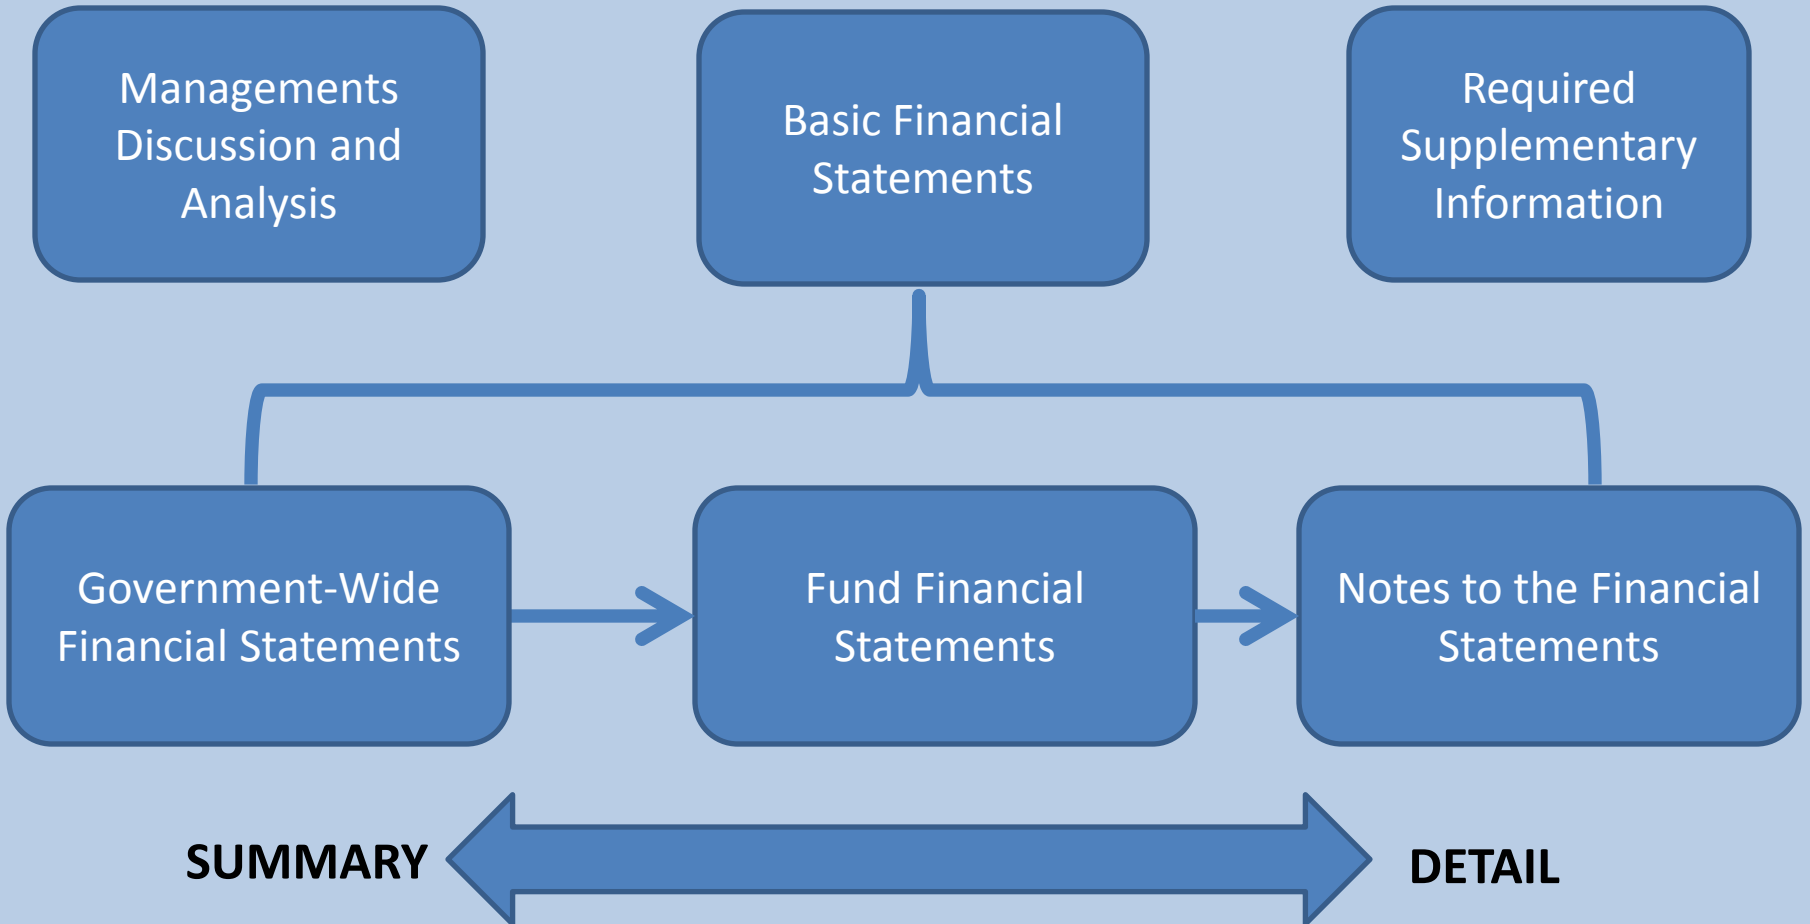 Managements
Discussion and
Analysis
Basic Financial
Statements
Required
Supplementary
Information
Government-Wide
Financial Statements
Fund Financial
Statements
Notes to the Financial
Statements
SUMMARY
DETAIL